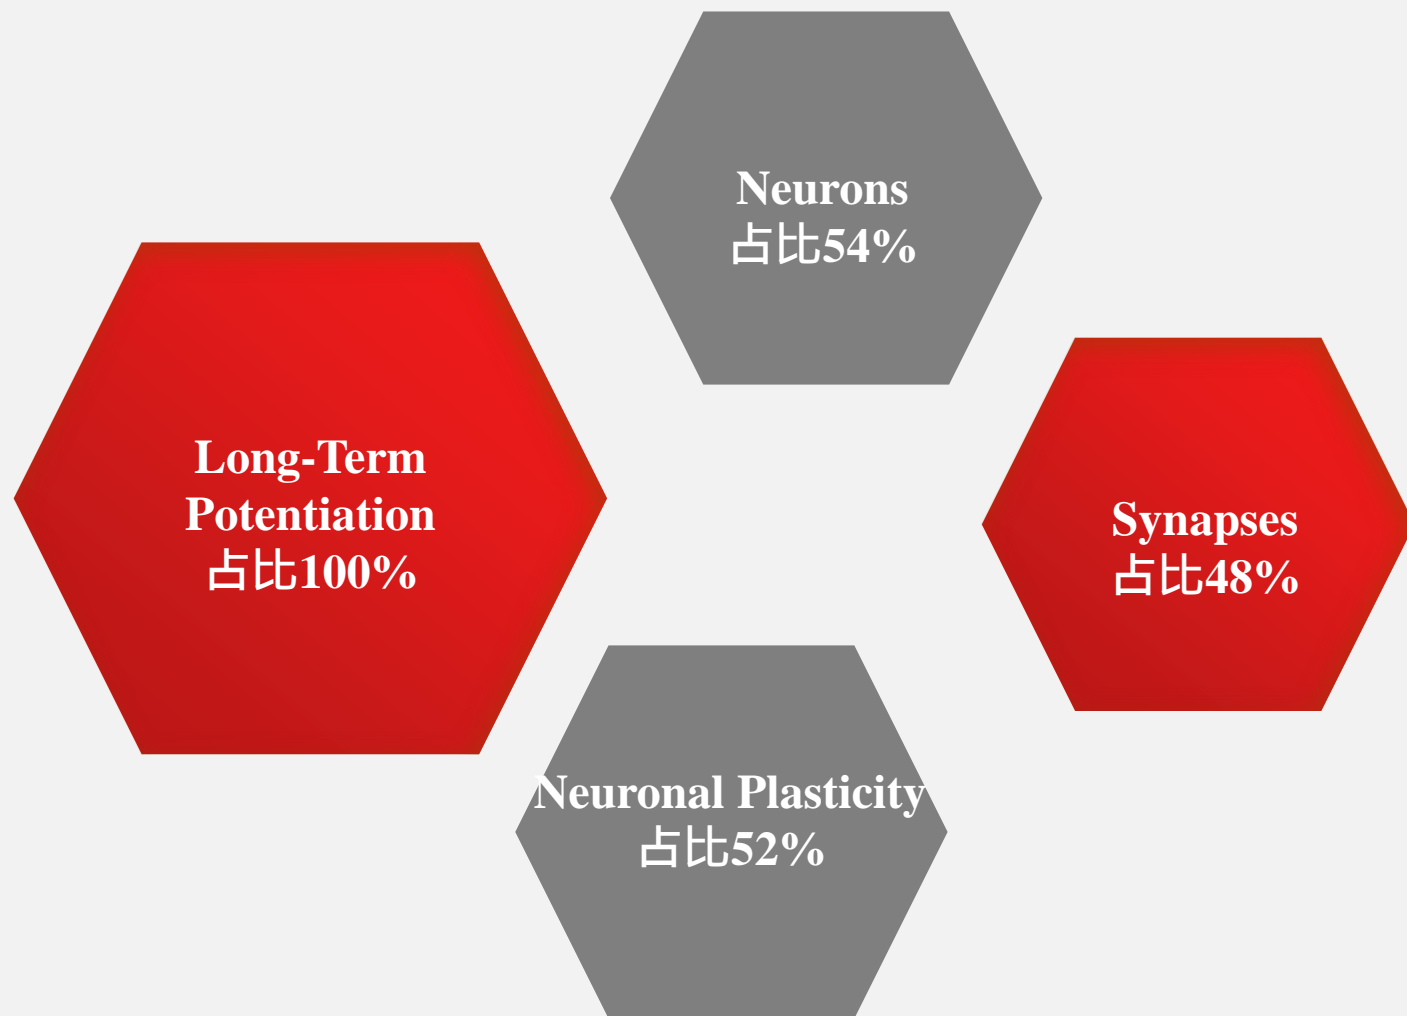 Neurons
占比54%
Long-Term
Potentiation
占比100%
Synapses
占比48%
Neuronal Plasticity
占比52%